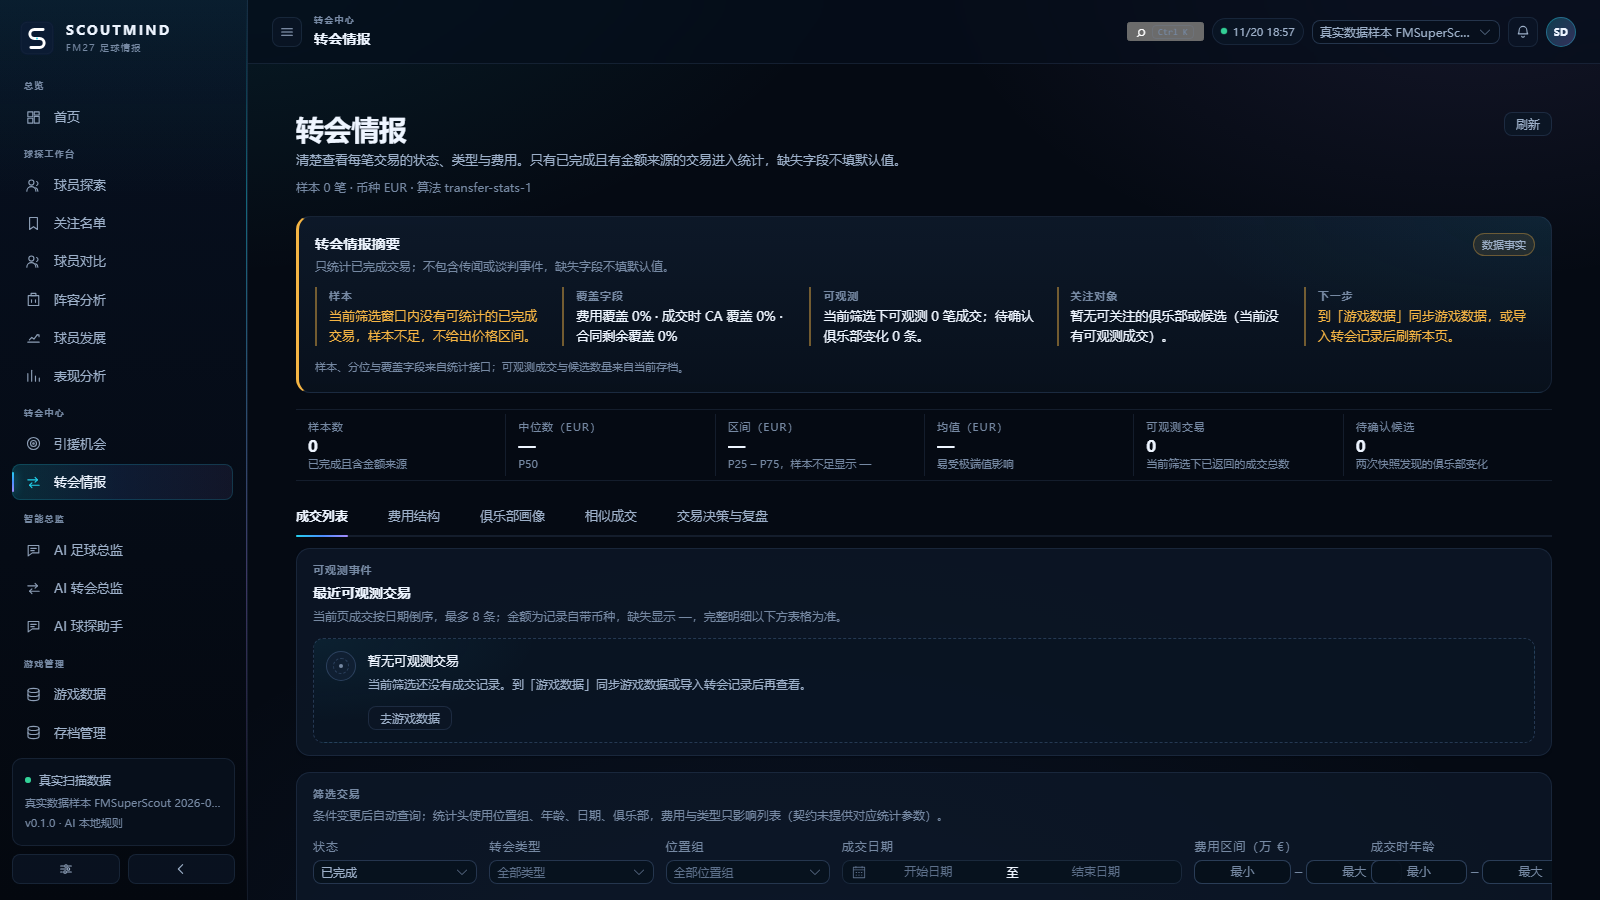 SCOUTMIND
FM27 足球情报
总览
首页
球探工作台
球员探索
关注名单
球员对比
阵容分析
球员发展
表现分析
转会中心
引援机会
转会情报
智能总监
AI 足球总监
AI 转会总监
AI 球探助手
游戏管理
游戏数据
存档管理
真实扫描数据
真实数据样本 FMSuperScout 2026-0...
v0.1.0 · AI 本地规则
转会中心
转会情报
Ctrl K
11/20 18:57
真实数据样本 FMSuperSc...
SD
转会情报
刷新
清楚查看每笔交易的状态、类型与费用。只有已完成且有金额来源的交易进入统计，缺失字段不填默认值。
样本 0 笔 · 币种 EUR · 算法 transfer-stats-1
转会情报摘要
数据事实
只统计已完成交易；不包含传闻或谈判事件，缺失字段不填默认值。
样本
当前筛选窗口内没有可统计的已完成
交易，样本不足，不给出价格区间。
覆盖字段
费用覆盖 0% · 成交时 CA 覆盖 0% ·
合同剩余覆盖 0%
可观测
当前筛选下可观测 0 笔成交；待确认
俱乐部变化 0 条。
关注对象
暂无可关注的俱乐部或候选（当前没
有可观测成交）。
下一步
到「游戏数据」同步游戏数据，或导
入转会记录后刷新本页。
样本、分位与覆盖字段来自统计接口；可观测成交与候选数量来自当前存档。
样本数
0
已完成且含金额来源
中位数（EUR）
—
P50
区间（EUR）
—
P25 – P75，样本不足显示 —
均值（EUR）
—
易受极端值影响
可观测交易
0
当前筛选下已返回的成交总数
待确认候选
0
两次快照发现的俱乐部变化
成交列表 费用结构 俱乐部画像 相似成交 交易决策与复盘
可观测事件
最近可观测交易
当前页成交按日期倒序，最多 8 条；金额为记录自带币种，缺失显示 —，完整明细以下方表格为准。
暂无可观测交易
当前筛选还没有成交记录。到「游戏数据」同步游戏数据或导入转会记录后再查看。
去游戏数据
筛选交易
条件变更后自动查询；统计头使用位置组、年龄、日期、俱乐部，费用与类型只影响列表（契约未提供对应统计参数）。
状态 转会类型 位置组 成交日期 费用区间（万 €） 成交时年龄
已完成 全部类型 全部位置组 开始日期 至 结束日期 最小 – 最大 最小 – 最大